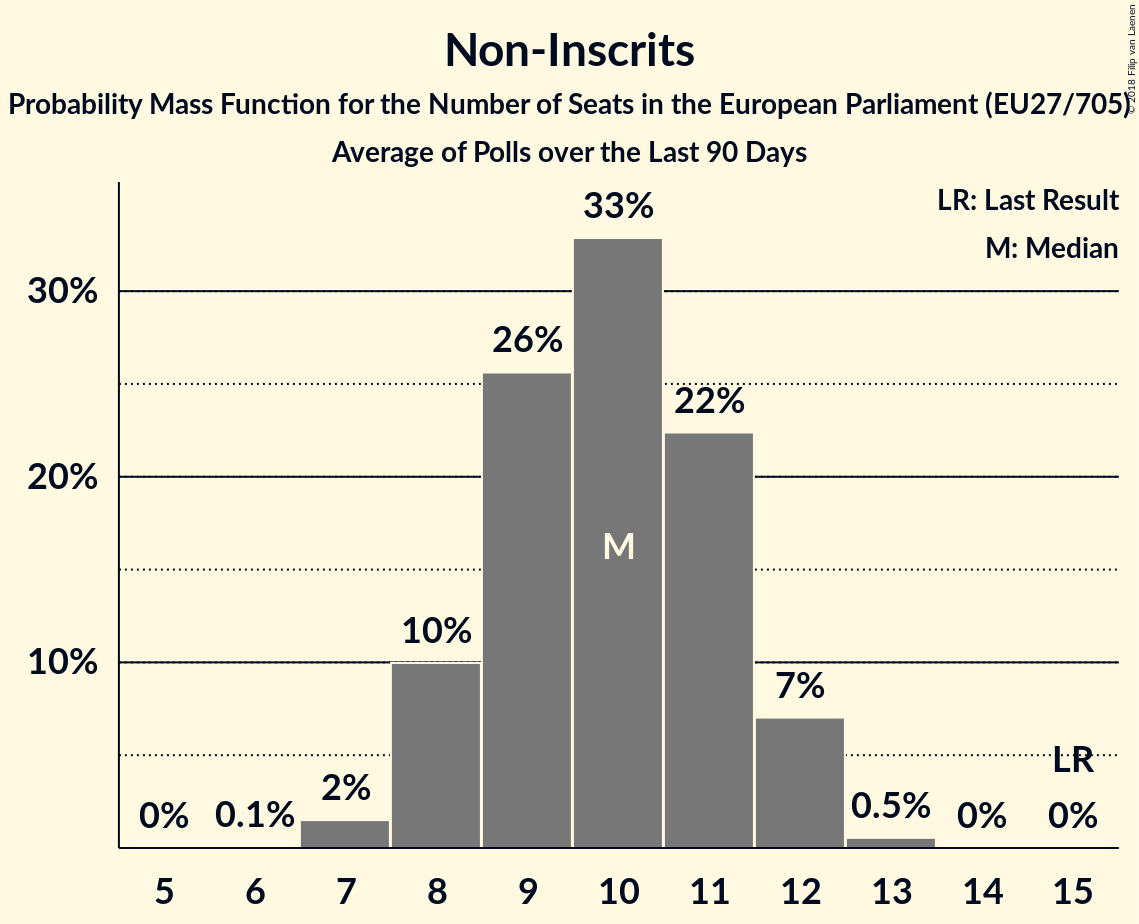 Non-Inscrits
Probability Mass Function for the Number of Seats in the European Parliament (EU27/705)
Average of Polls over the Last 90 Days
© 2018 Filip van Laenen
LR: Last Result
M: Median
33%
30%
26%
22%
20%
M
10%
10%
7%
LR
2%
0%
0.1%
0.5%
0%
0%
5 6 7 8 9 10 11 12 13 14 15